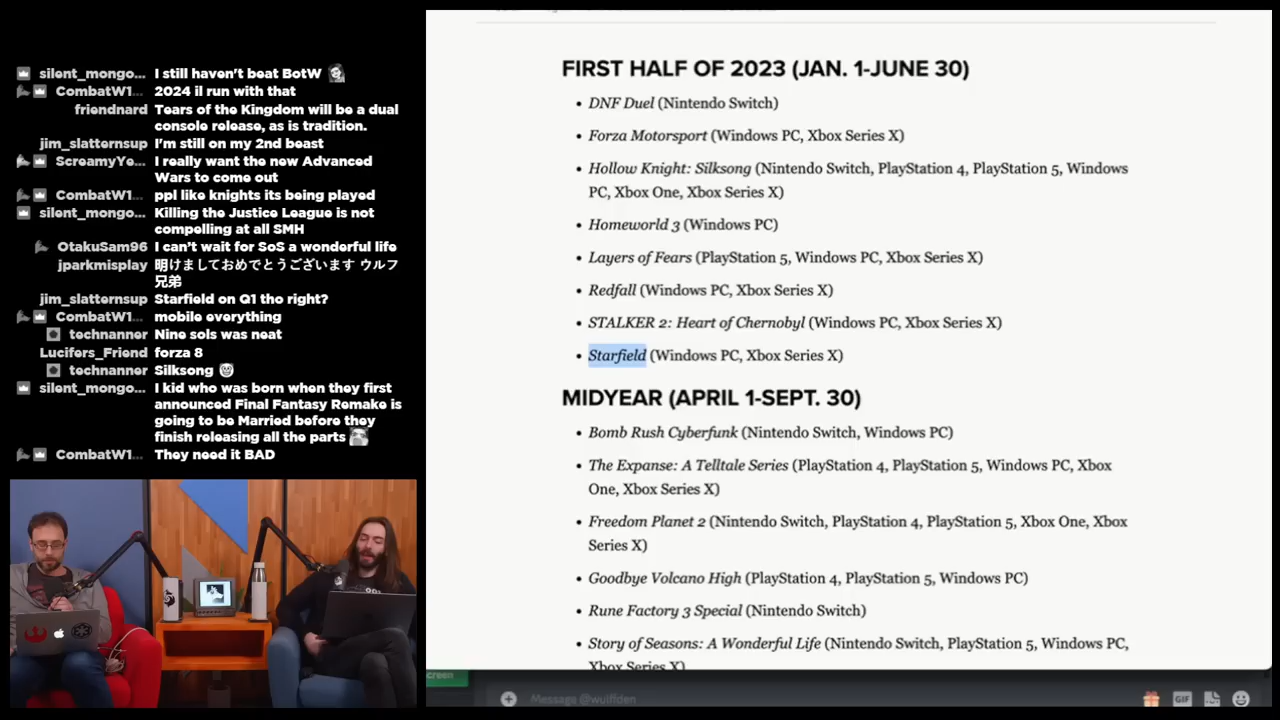 silent_mongo... I still haven't beat BotW
CombatW1... 2024 il run with that
friendnard Tears of the Kingdom will be a dual
console release, as is tradition.
jim_slatternsup I'm still on my 2nd beast
ScreamyYe... I really want the new Advanced
Wars to come out
CombatW1... ppl like knights its being played
silent_mongo... Killing the Justice League is not
compelling at all SMH
OtakuSam96 I can't wait for SoS a wonderful life
jparkmisplay 明けましておめでとうございます ウルフ
兄弟
jim_slatternsup Starfield on Q1 tho right?
CombatW1... mobile everything
technanner Nine sols was neat
Lucifers_Friend forza 8
technanner Silksong
silent_mongo... I kid who was born when they first
announced Final Fantasy Remake is
going to be Married before they
finish releasing all the parts
CombatW1... They need it BAD
FIRST HALF OF 2023 (JAN. 1-JUNE 30)
• DNF Duel (Nintendo Switch)
• Forza Motorsport (Windows PC, Xbox Series X)
• Hollow Knight: Silksong (Nintendo Switch, PlayStation 4, PlayStation 5, Windows
PC, Xbox One, Xbox Series X)
• Homeworld 3 (Windows PC)
• Layers of Fears (PlayStation 5, Windows PC, Xbox Series X)
• Redfall (Windows PC, Xbox Series X)
• STALKER 2: Heart of Chernobyl (Windows PC, Xbox Series X)
• Starfield (Windows PC, Xbox Series X)
MIDYEAR (APRIL 1-SEPT. 30)
• Bomb Rush Cyberfunk (Nintendo Switch, Windows PC)
• The Expanse: A Telltale Series (PlayStation 4, PlayStation 5, Windows PC, Xbox
One, Xbox Series X)
• Freedom Planet 2 (Nintendo Switch, PlayStation 4, PlayStation 5, Xbox One, Xbox
Series X)
• Goodbye Volcano High (PlayStation 4, PlayStation 5, Windows PC)
• Rune Factory 3 Special (Nintendo Switch)
• Story of Seasons: A Wonderful Life (Nintendo Switch, PlayStation 5, Windows PC,
Xbox Series X)
creen
Message @wulffden
GIF